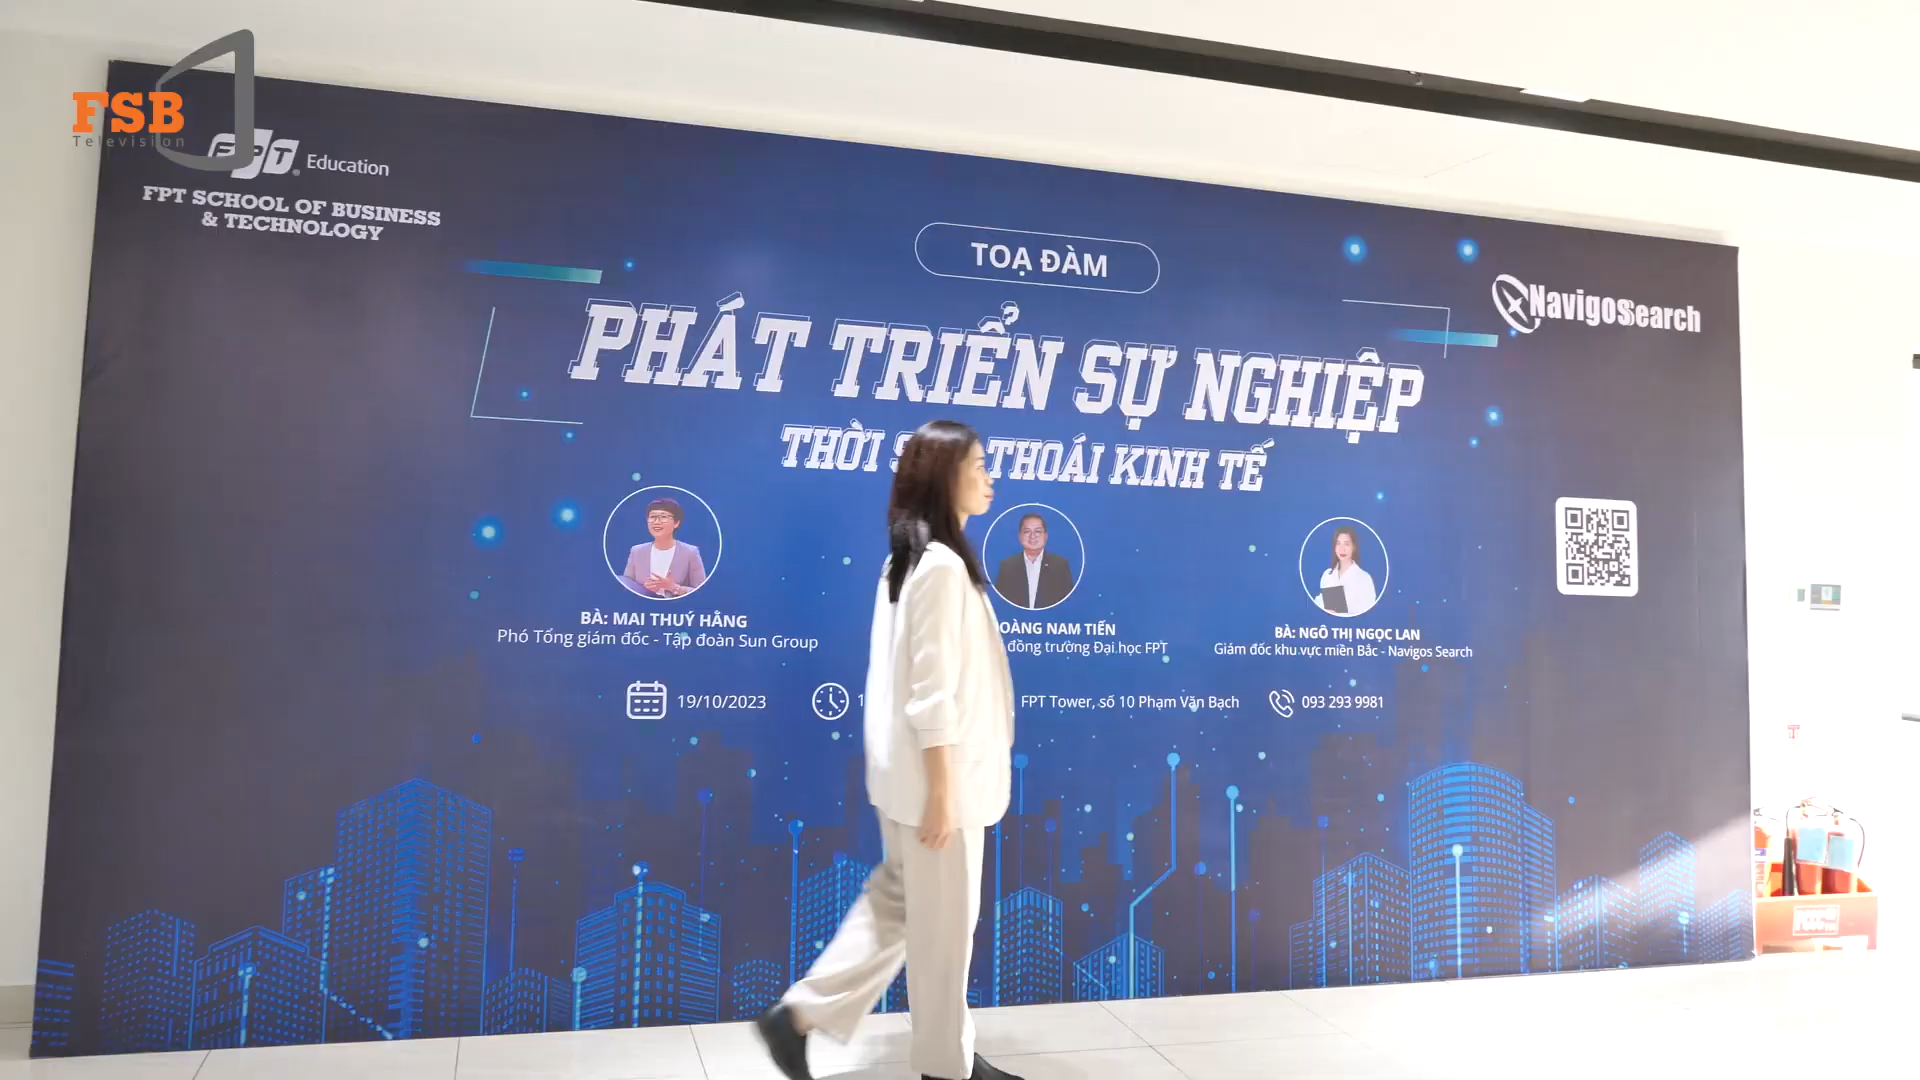 FSB
Television
FPT Education
FPT SCHOOL OF BUSINESS
& TECHNOLOGY
TOẠ ĐÀM
NavigosSearch
PHÁT TRIỂN SỰ NGHIỆP
THỜI THOÁI KINH TẾ
BÀ: MAI THUÝ HẰNG
Phó Tổng giám đốc - Tập đoàn Sun Group
OÀNG NAM TIẾN
đồng trường Đại học FPT
BÀ: NGÔ THỊ NGỌC LAN
Giám đốc khu vực miền Bắc - Navigos Search
19/10/2023
FPT Tower, số 10 Phạm Văn Bạch
093 293 9981